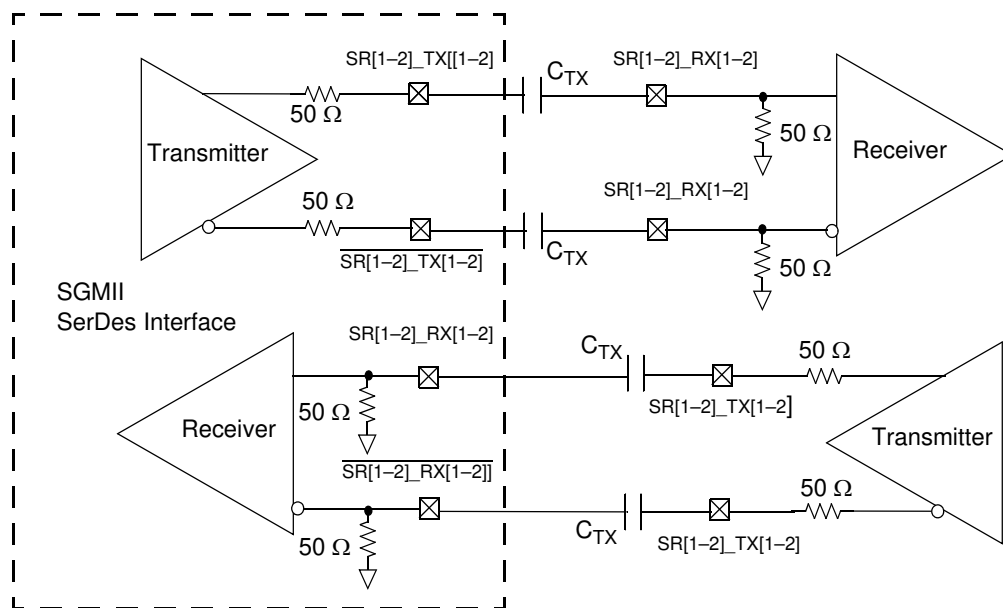 SR[1–2]_TX[[1–2]
C_TX
SR[1–2]_RX[1–2]
50 Ω
50 Ω
Transmitter
Receiver
SR[1–2]_RX[1–2]
50 Ω
SR[1–2]_TX[1–2]
C_TX
50 Ω
SGMII
SerDes Interface
SR[1–2]_RX[1–2]
C_TX
50 Ω
SR[1–2]_TX[1–2]
50 Ω
Receiver
Transmitter
SR[1–2]_RX[1–2]]
50 Ω
C_TX
50 Ω
SR[1–2]_TX[1–2]